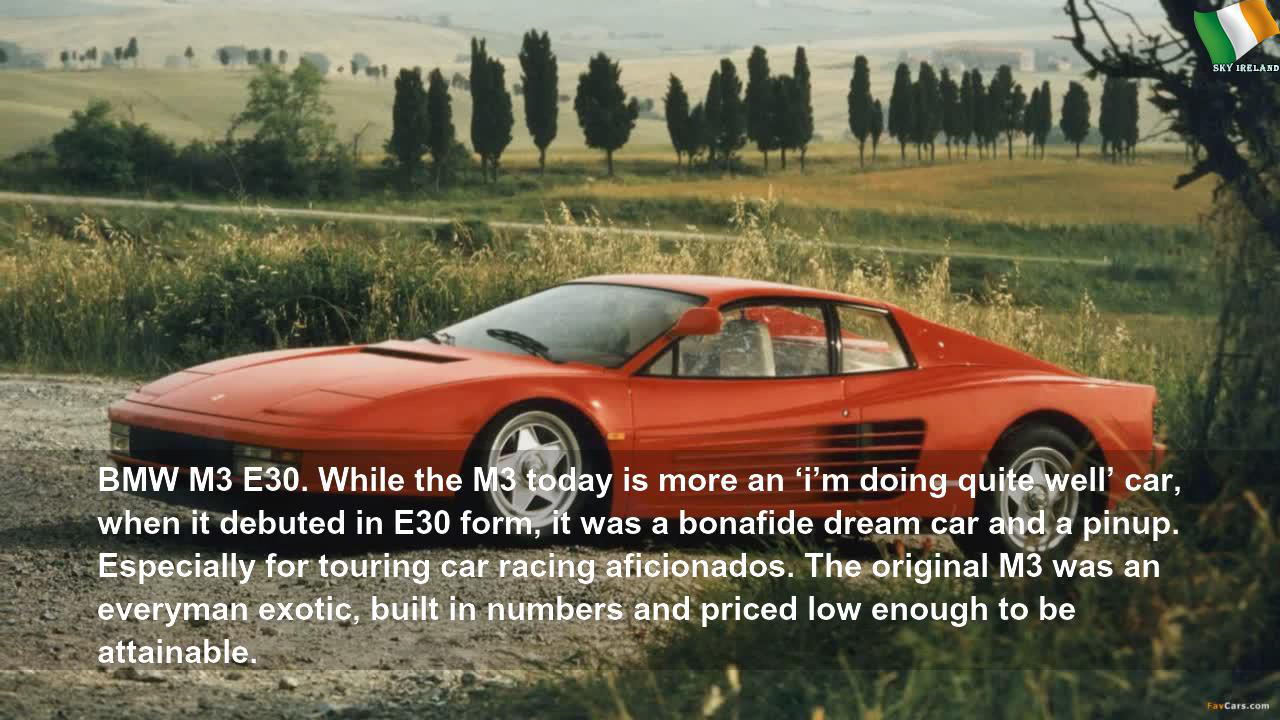 SKY IRELAND
BMW M3 E30. While the M3 today is more an ‘i’m doing quite well’ car,
when it debuted in E30 form, it was a bonafide dream car and a pinup.
Especially for touring car racing aficionados. The original M3 was an
everyman exotic, built in numbers and priced low enough to be
attainable.
FavCars.com